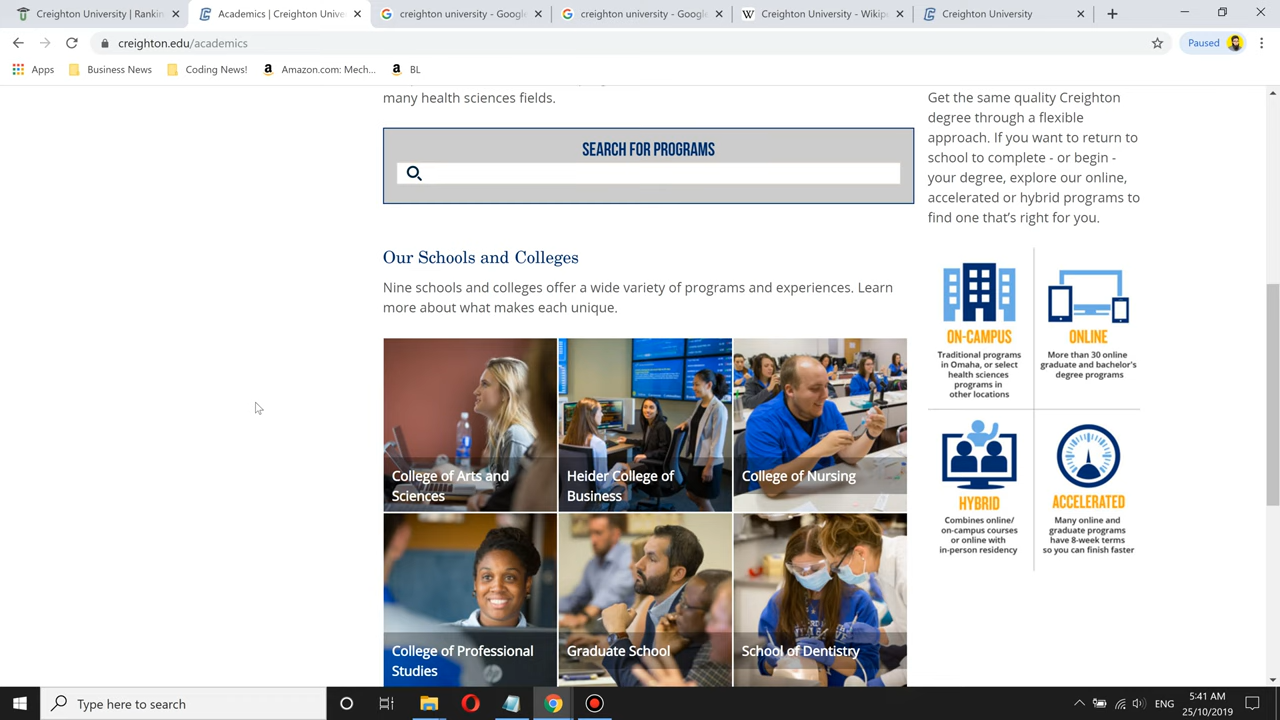 Creighton University | Rankin
Academics | Creighton Univer
creighton university - Google
creighton university - Google
Creighton University - Wikipe
Creighton University
creighton.edu/academics
Paused
Apps
Business News
Coding News!
Amazon.com: Mech...
BL
many health sciences fields.
SEARCH FOR PROGRAMS
Our Schools and Colleges
Nine schools and colleges offer a wide variety of programs and experiences. Learn
more about what makes each unique.
College of Arts and
Sciences
Heider College of
Business
College of Nursing
College of Professional
Studies
Graduate School
School of Dentistry
Get the same quality Creighton
degree through a flexible
approach. If you want to return to
school to complete - or begin -
your degree, explore our online,
accelerated or hybrid programs to
find one that's right for you.
ON-CAMPUS
Traditional programs
in Omaha, or select
health sciences
programs in
other locations
ONLINE
More than 30 online
graduate and bachelor's
degree programs
HYBRID
Combines online/
on-campus courses
or online with
in-person residency
ACCELERATED
Many online and
graduate programs
have 8-week terms
so you can finish faster
Type here to search
ENG
5:41 AM
25/10/2019